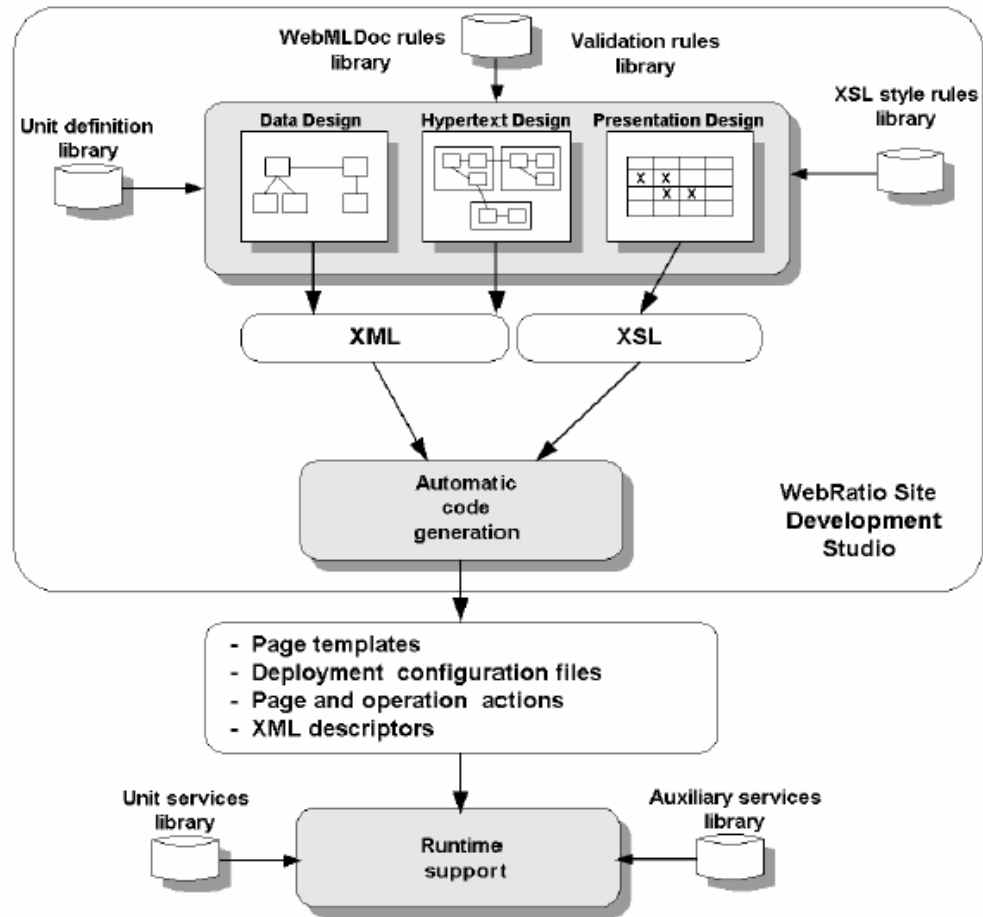 WebMLDoc rules
library
Validation rules
library
XSL style rules
library
Unit definition
library
Data Design
Hypertext Design
Presentation Design
X X
X X
XML
XSL
Automatic
code
generation
WebRatio Site
Development
Studio
- Page templates
- Deployment configuration files
- Page and operation actions
- XML descriptors
Unit services
library
Auxiliary services
library
Runtime
support